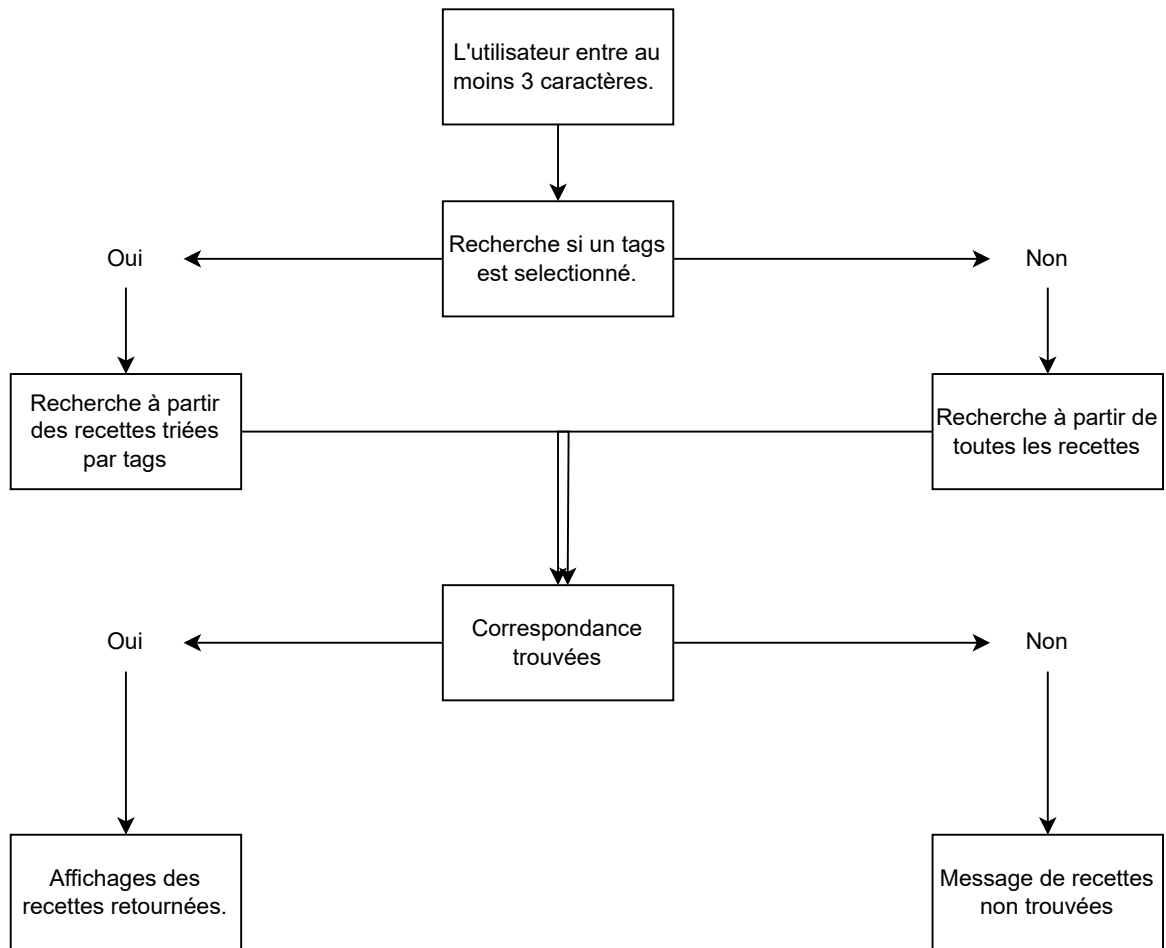 L'utilisateur entre au
moins 3 caractères.
Recherche si un tags
est selectionné.
Oui
Non
Recherche à partir
des recettes triées
par tags
Recherche à partir de
toutes les recettes
Correspondance
trouvées
Oui
Non
Affichages des
recettes retournées.
Message de recettes
non trouvées